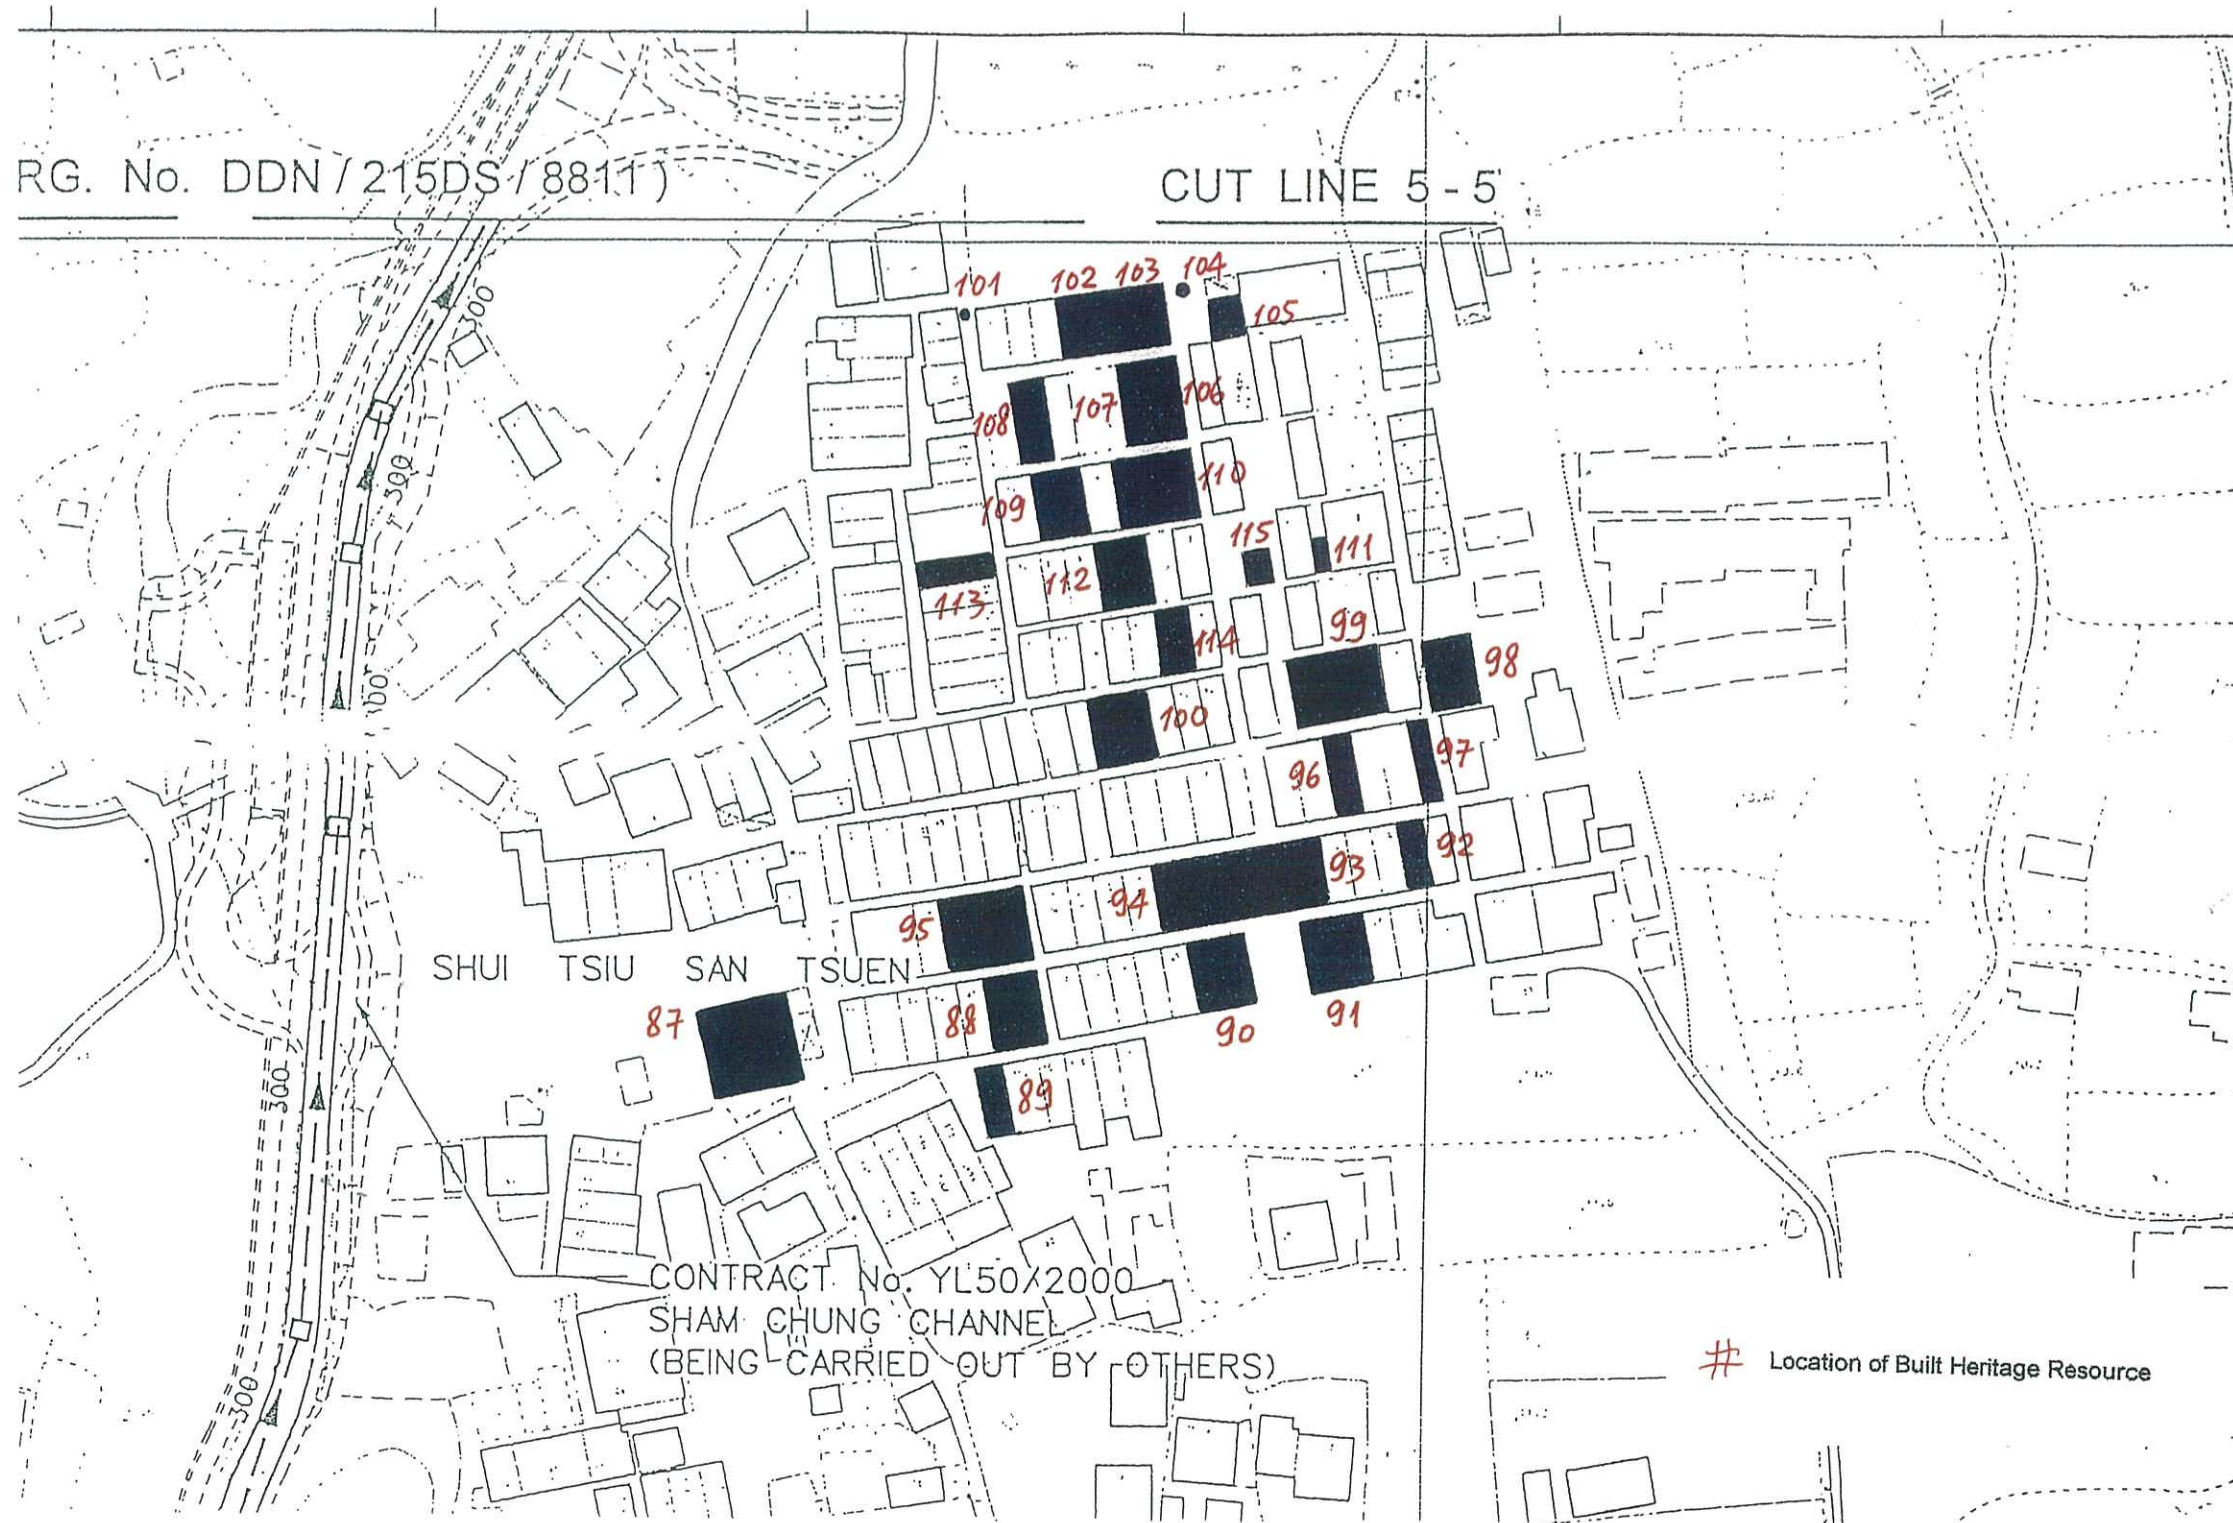 RG. No. DDN / 215DS / 8811 )
CUT LINE 5 - 5'
101
102 103 104
105
300
108 107 106
300
109 110
115 111
112
113
99
114
98
100
96 97
94 93 92
95
SHUI TSIU SAN TSUEN
87 88 90 91
300
89
CONTRACT No. YL50/2000
SHAM CHUNG CHANNEL
(BEING CARRIED OUT BY OTHERS)
# Location of Built Heritage Resource
300